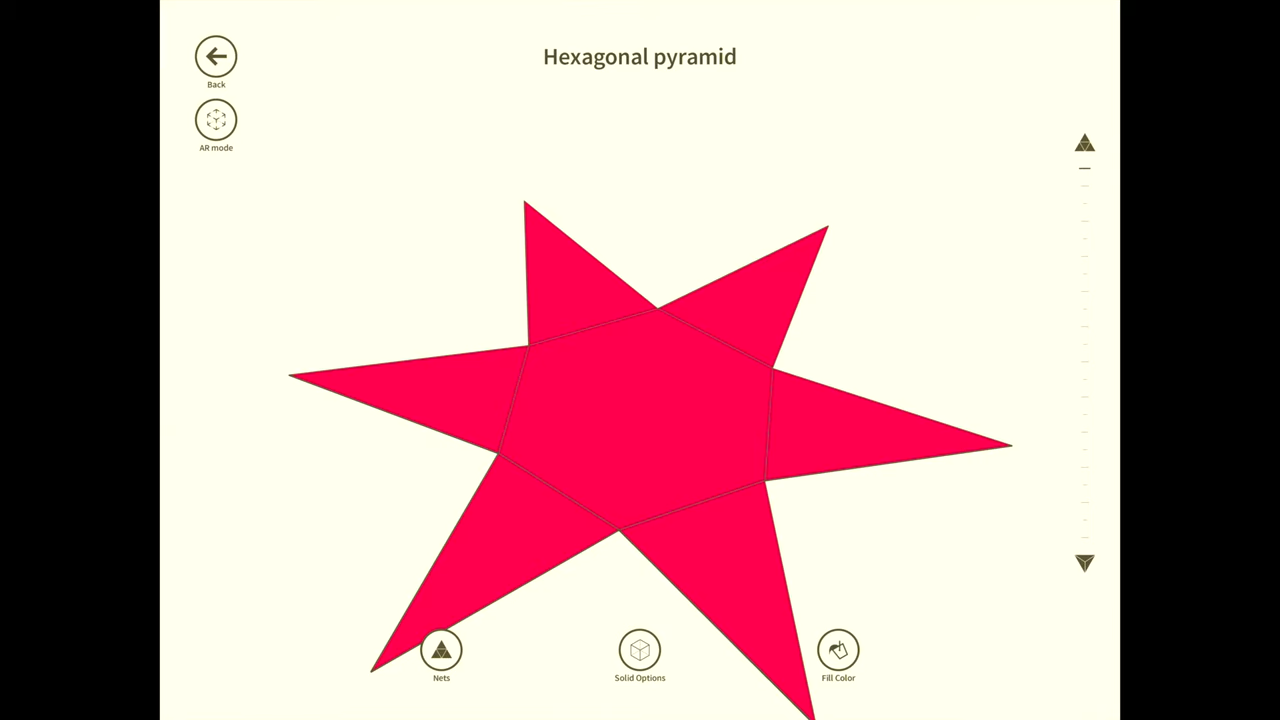 Hexagonal pyramid
Back
AR mode
Nets
Solid Options
Fill Color